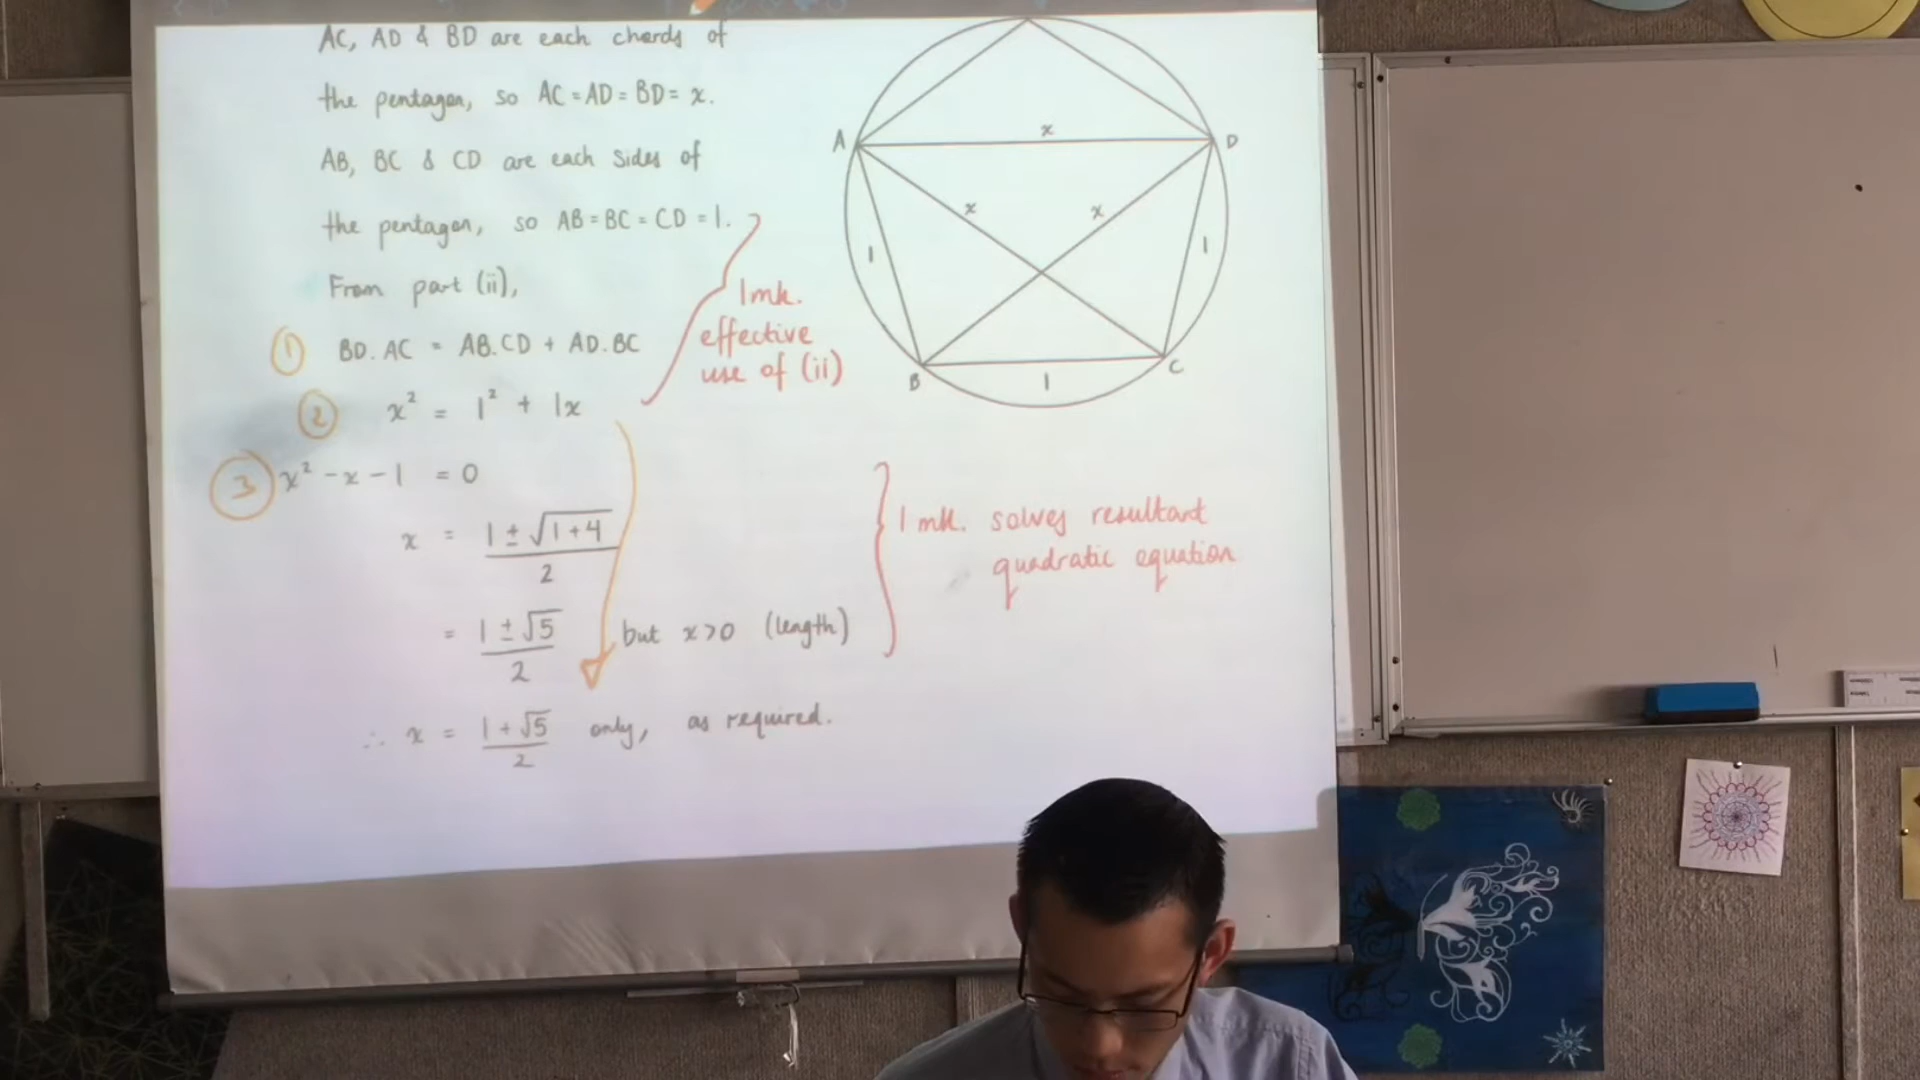 AC, AD & BD are each chords of
the pentagon, so AC = AD = BD = x.
AB, BC & CD are each sides of
the pentagon, so AB = BC = CD = 1.
From part (ii),
① BD.AC = AB.CD + AD.BC
② x² = 1² + 1x
③ x² - x - 1 = 0
x = (1 ± √(1+4))/2
= (1 ± √5)/2 but x>0 (length)
∴ x = (1 + √5)/2 only, as required.
1mk.
effective
use of (ii)
1 mk. solves resultant
quadratic equation
A
x
D
x
x
1
1
B
1
C